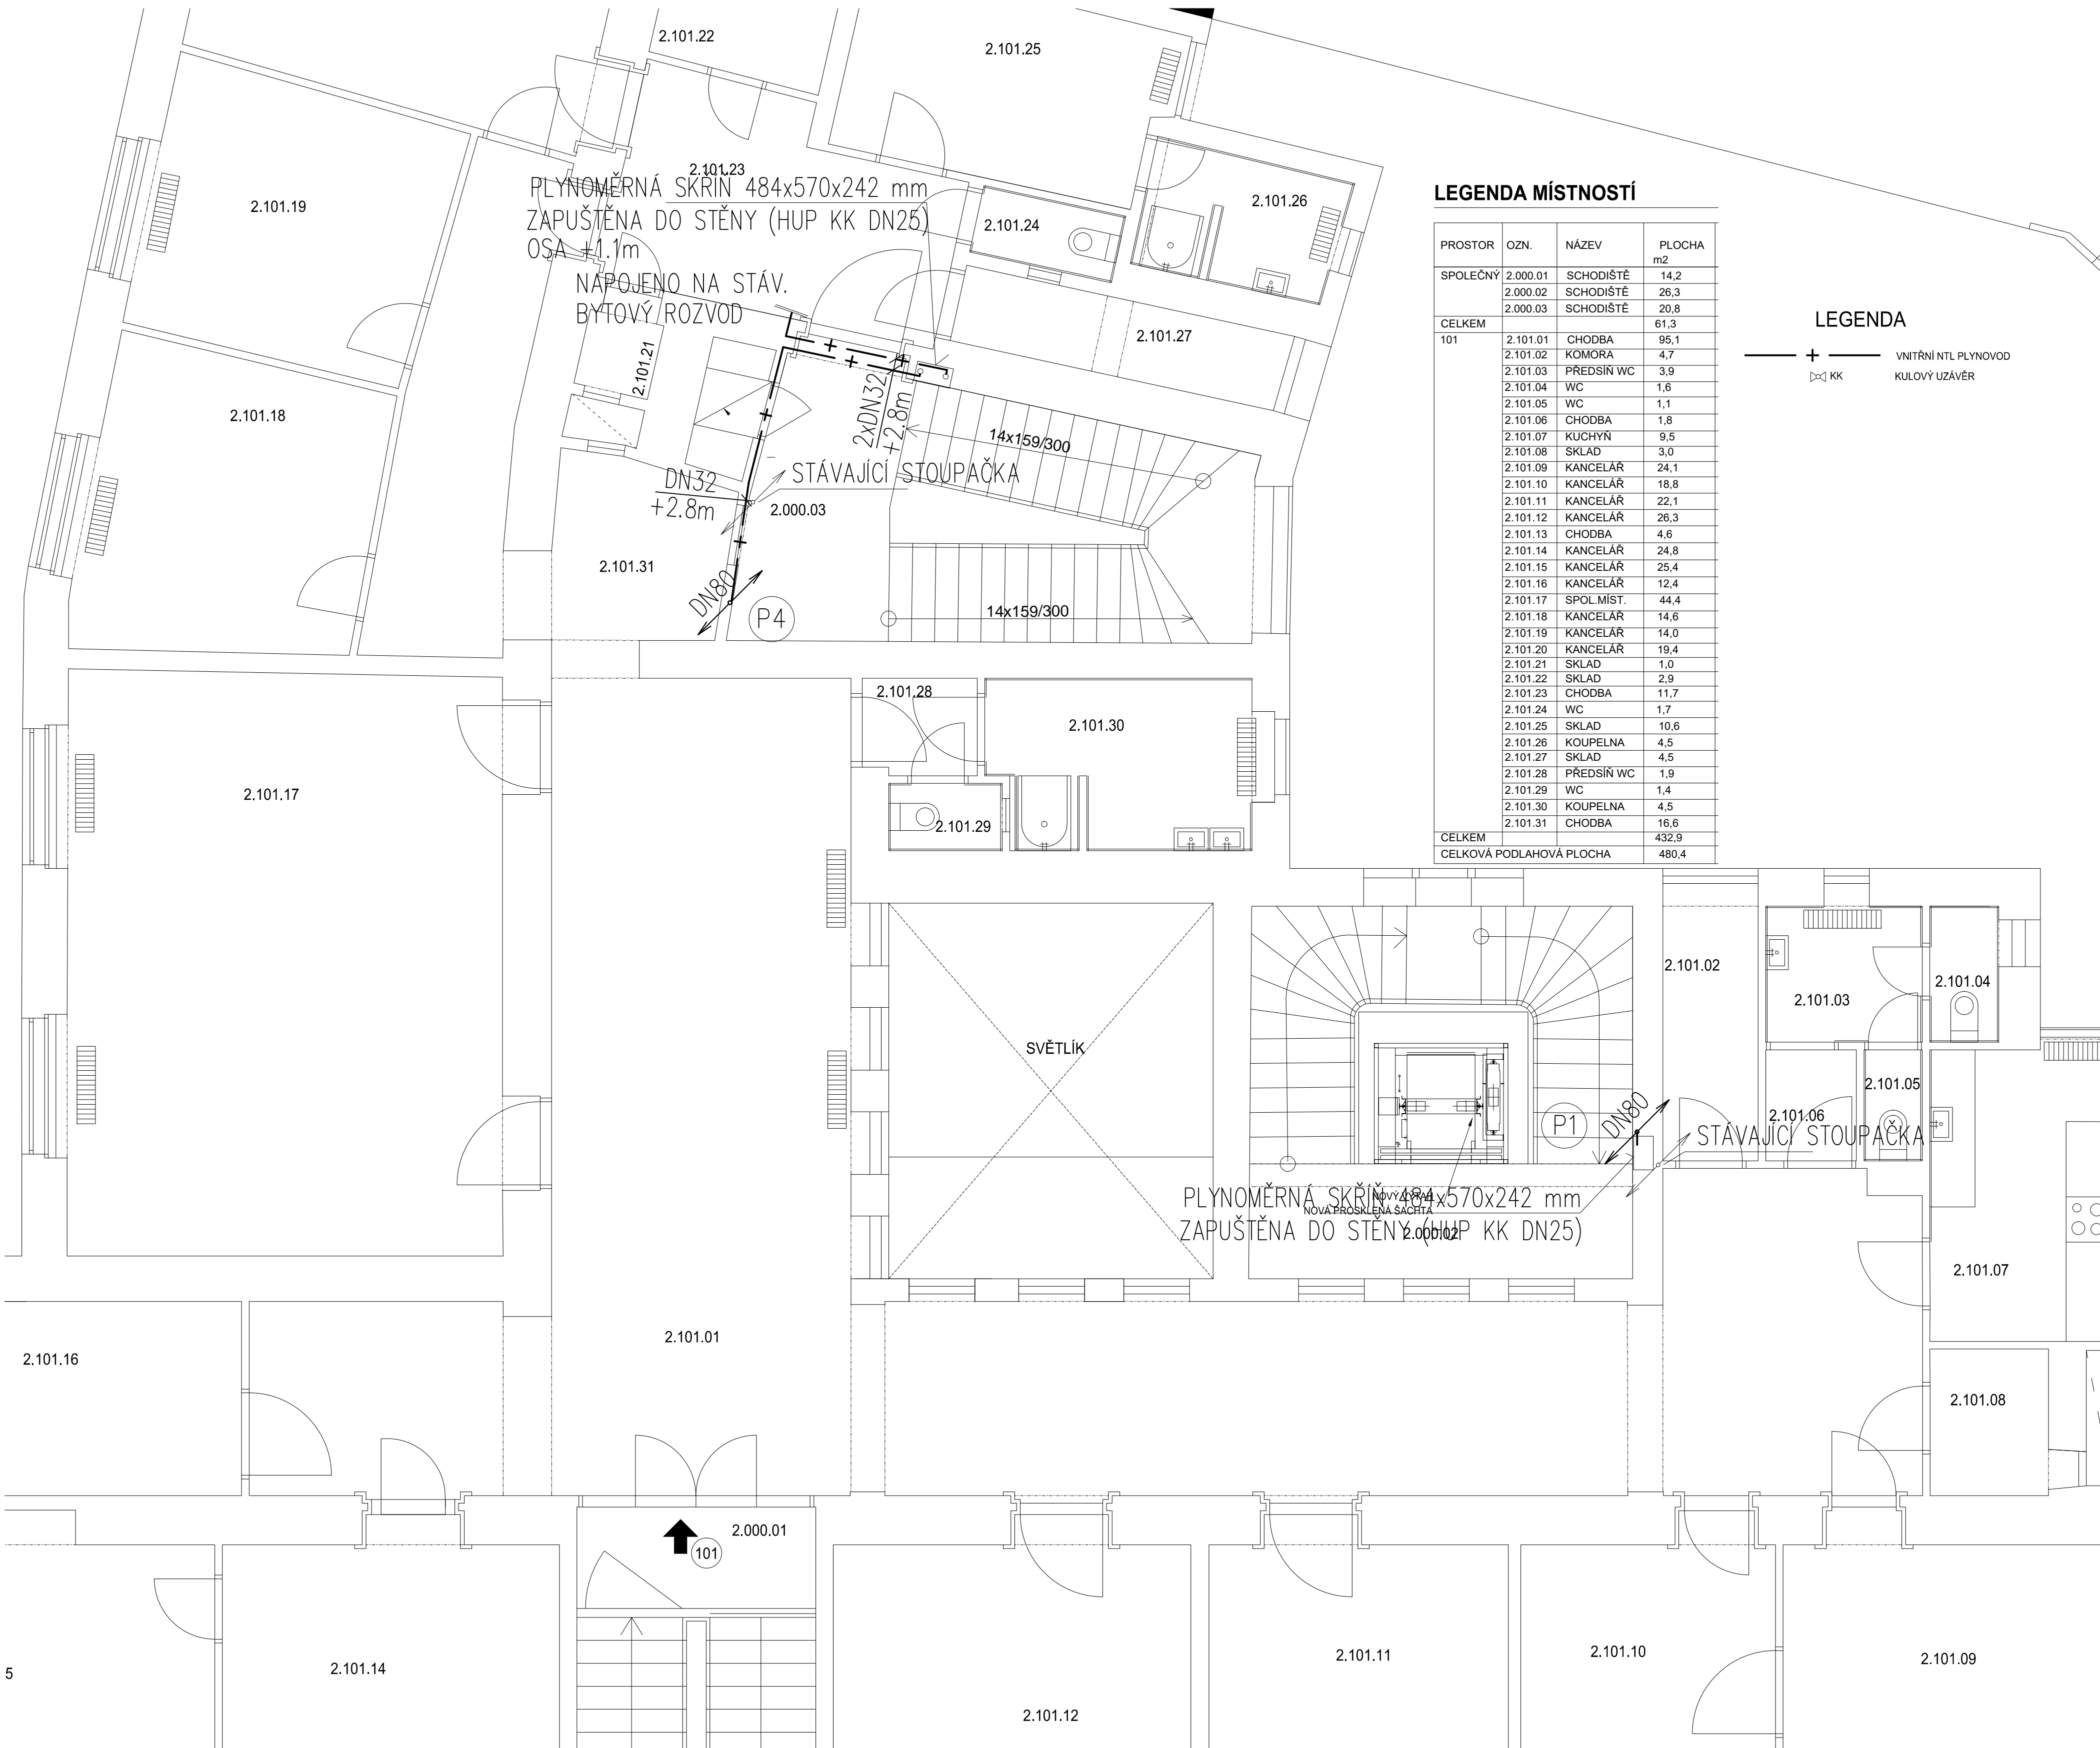 2.101.22
2.101.25
2.101.23
PLYNOMĚRNÁ SKŘÍŇ 484x570x242 mm
ZAPUŠTĚNA DO STĚNY (HUP KK DN25)
OSA +1.1m
NAPOJENO NA STÁV.
BYTOVÝ ROZVOD
2.101.19
2.101.24
2.101.26
2.101.27
2.101.21
2.101.18
2xDN32
+2.8m
14x159/300
STÁVAJÍCÍ STOUPAČKA
DN32
+2.8m
2.000.03
2.101.31
DN80
P4
14x159/300
LEGENDA MÍSTNOSTÍ
PROSTOR OZN. NÁZEV PLOCHA
m2
SPOLEČNÝ 2.000.01 SCHODIŠTĚ 14,2
2.000.02 SCHODIŠTĚ 26,3
2.000.03 SCHODIŠTĚ 20,8
CELKEM 61,3
101 2.101.01 CHODBA 95,1
2.101.02 KOMORA 4,7
2.101.03 PŘEDSÍŇ WC 3,9
2.101.04 WC 1,6
2.101.05 WC 1,1
2.101.06 CHODBA 1,8
2.101.07 KUCHYŇ 9,5
2.101.08 SKLAD 3,0
2.101.09 KANCELÁŘ 24,1
2.101.10 KANCELÁŘ 18,8
2.101.11 KANCELÁŘ 22,1
2.101.12 KANCELÁŘ 26,3
2.101.13 CHODBA 4,6
2.101.14 KANCELÁŘ 24,8
2.101.15 KANCELÁŘ 25,4
2.101.16 KANCELÁŘ 12,4
2.101.17 SPOL.MÍST. 44,4
2.101.18 KANCELÁŘ 14,6
2.101.19 KANCELÁŘ 14,0
2.101.20 KANCELÁŘ 19,4
2.101.21 SKLAD 1,0
2.101.22 SKLAD 2,9
2.101.23 CHODBA 11,7
2.101.24 WC 1,7
2.101.25 SKLAD 10,6
2.101.26 KOUPELNA 4,5
2.101.27 SKLAD 4,5
2.101.28 PŘEDSÍŇ WC 1,9
2.101.29 WC 1,4
2.101.30 KOUPELNA 4,5
2.101.31 CHODBA 16,6
CELKEM 432,9
CELKOVÁ PODLAHOVÁ PLOCHA 480,4
LEGENDA
VNITŘNÍ NTL PLYNOVOD
KK KULOVÝ UZÁVĚR
2.101.28
2.101.30
2.101.17
2.101.29
SVĚTLÍK
2.101.02
2.101.03
2.101.04
2.101.05
2.101.06
P1
DN80
STÁVAJÍCÍ STOUPAČKA
PLYNOMĚRNÁ SKŘÍŇ 484x570x242 mm
NOVÝ VÝTAH
NOVÁ PROSKLENÁ ŠACHTA
ZAPUŠTĚNA DO STĚNY (HUP KK DN25)
2.000.02
2.101.07
2.101.01
2.101.16
2.101.08
2.000.01
101
5
2.101.14
2.101.12
2.101.11
2.101.10
2.101.09